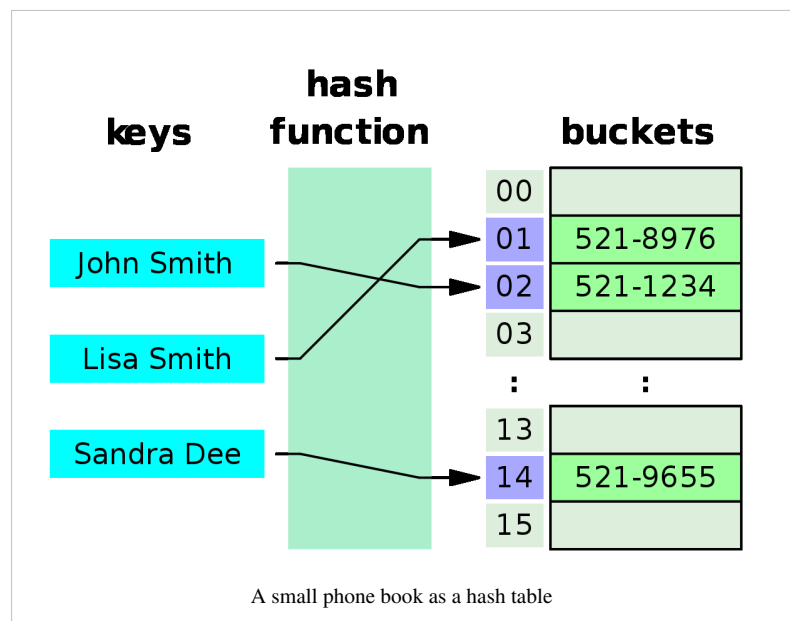 hash
keys function buckets
00
01 521-8976
John Smith
02 521-1234
03
Lisa Smith
: :
13
Sandra Dee
14 521-9655
15
A small phone book as a hash table